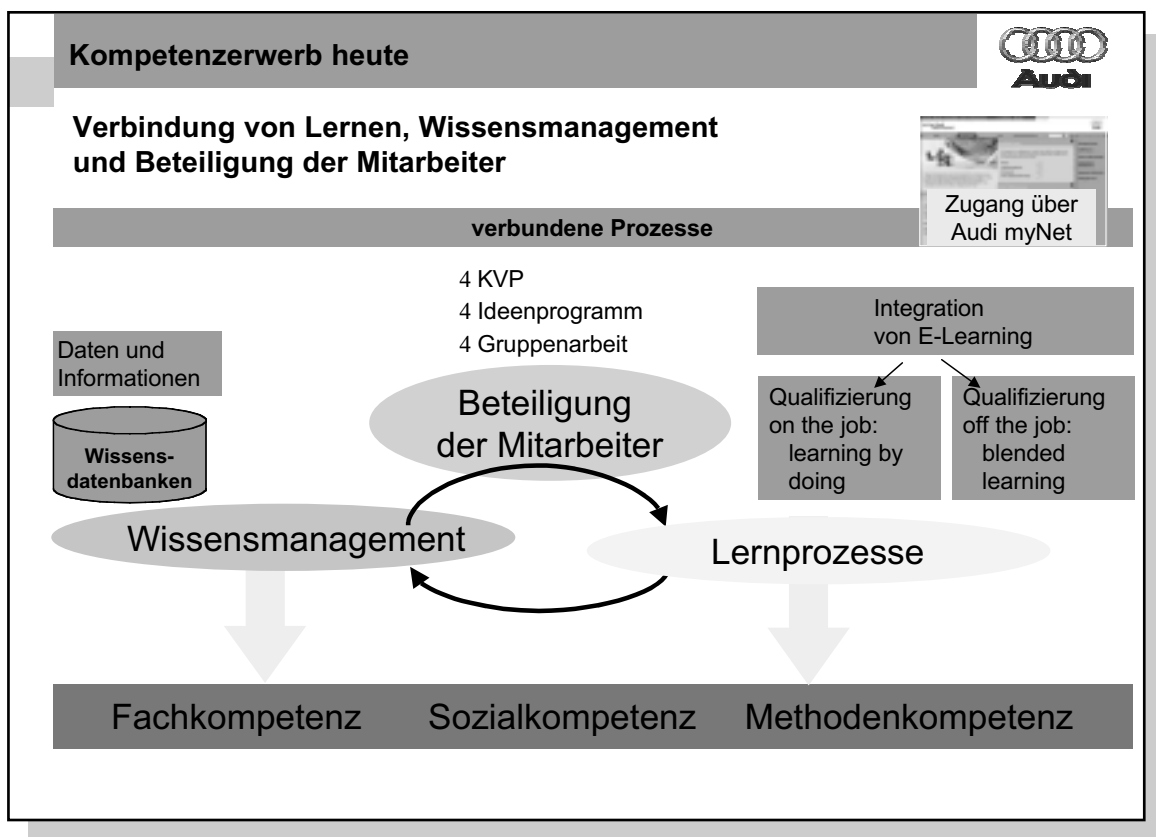 Kompetenzerwerb heute
Audi
Verbindung von Lernen, Wissensmanagement
und Beteiligung der Mitarbeiter
Zugang über
Audi myNet
verbundene Prozesse
4 KVP
4 Ideenprogramm
4 Gruppenarbeit
Integration
von E-Learning
Daten und
Informationen
Beteiligung
der Mitarbeiter
Qualifizierung
on the job:
learning by
doing
Qualifizierung
off the job:
blended
learning
Wissens-
datenbanken
Wissensmanagement
Lernprozesse
Fachkompetenz Sozialkompetenz Methodenkompetenz